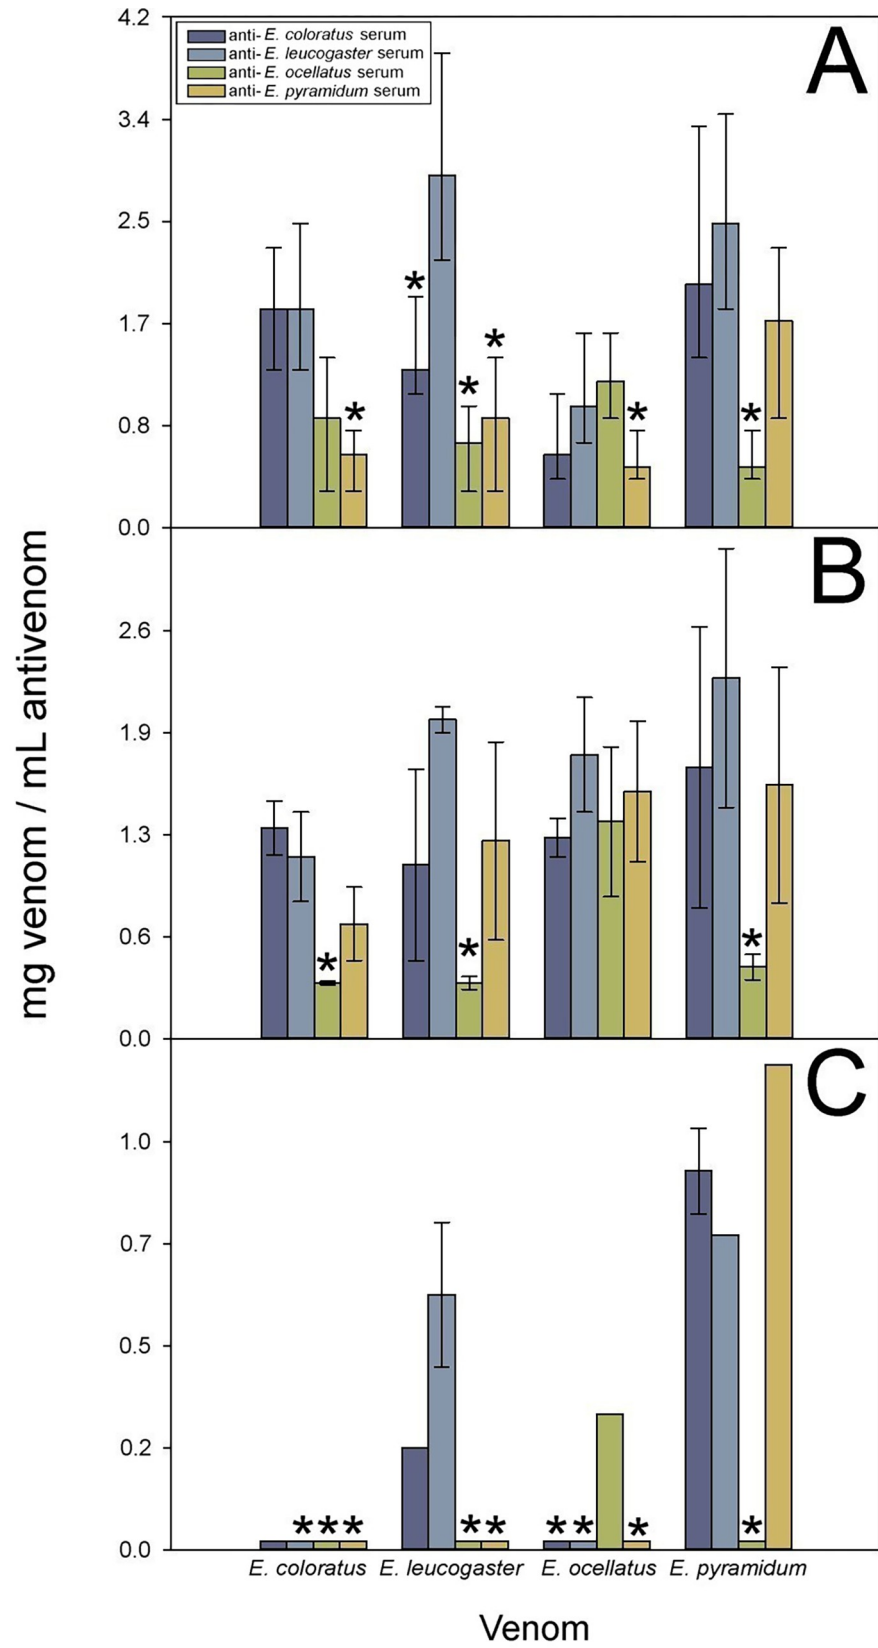 4.2
anti-E. coloratus serum
anti-E. leucogaster serum
anti-E. ocellatus serum
anti-E. pyramidum serum
A
3.4
2.5
1.7
0.8
0.0
*
*
*
*
*
*
B
2.6
1.9
1.3
0.6
0.0
*
*
*
C
1.0
0.7
0.5
0.2
0.0
* * * * * * * * *
E. coloratus E. leucogaster E. ocellatus E. pyramidum
Venom
mg venom / mL antivenom